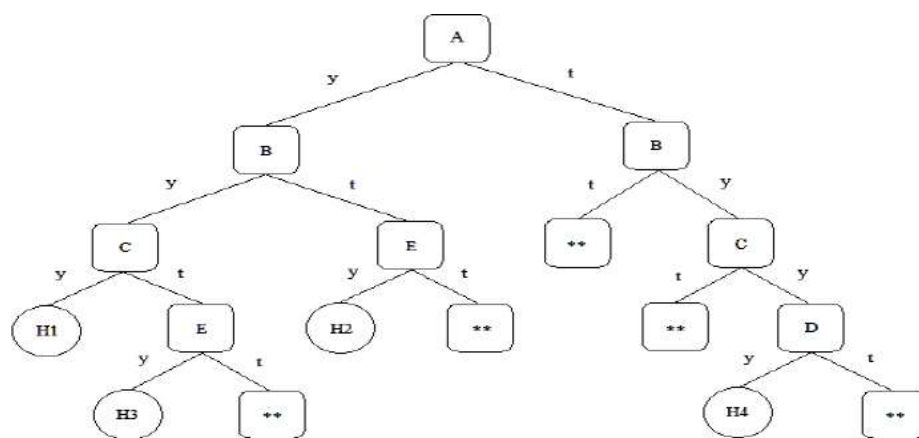 A
y t
B B
y t t y
C E ** C
y t y t t y
H1 E H2 ** ** D
y t y t
H3 ** H4 **